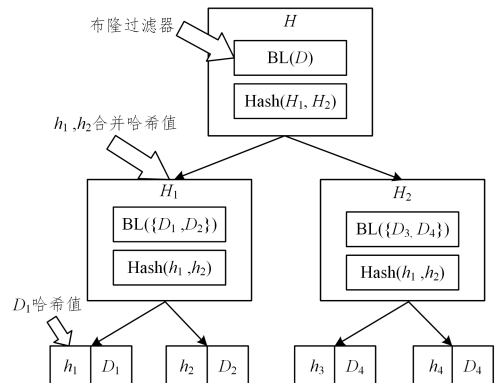 布隆过滤器
H
BL(D)
Hash(H₁, H₂)
h₁ ,h₂合并哈希值
H₁
BL({D₁ ,D₂})
Hash(h₁ ,h₂)
H₂
BL({D₃, D₄})
Hash(h₁ ,h₂)
D₁哈希值
h₁ D₁ h₂ D₂ h₃ D₄ h₄ D₄